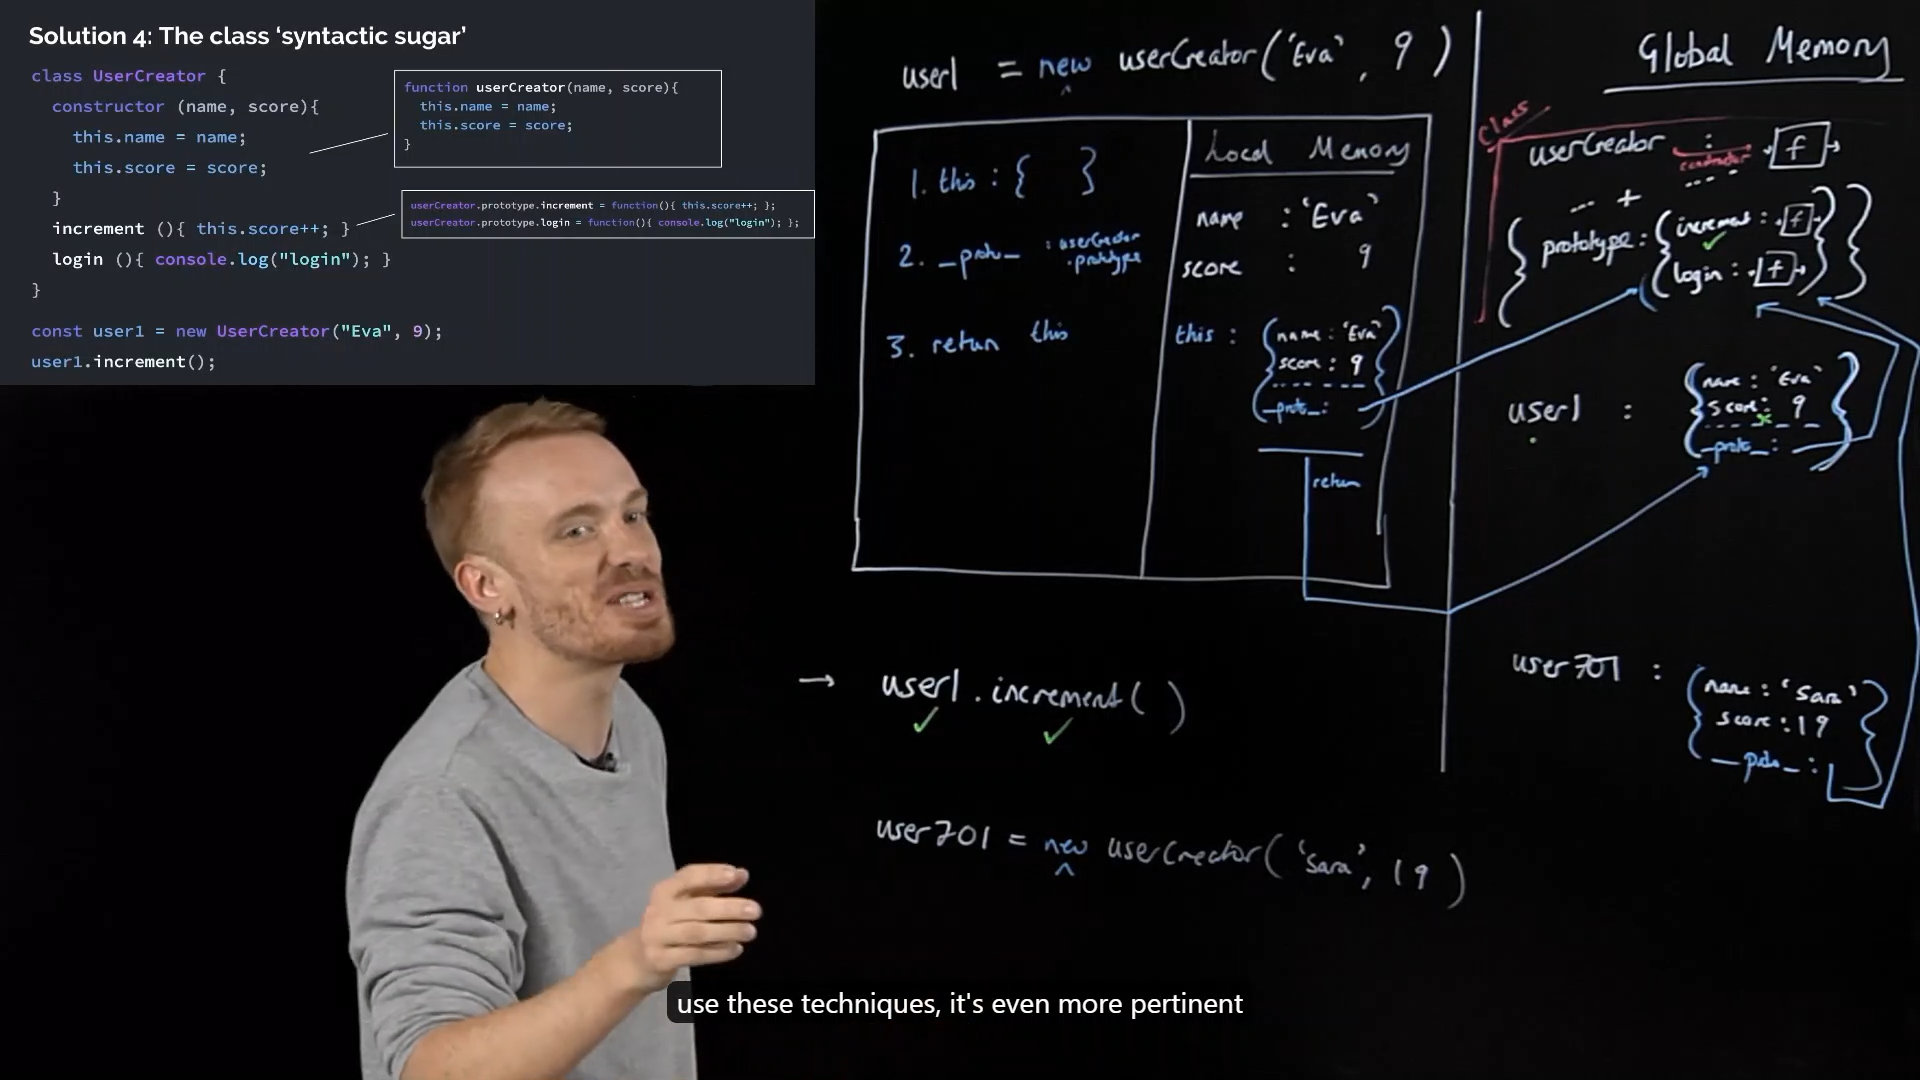 Solution 4: The class ‘syntactic sugar’
class UserCreator {
constructor (name, score){
this.name = name;
this.score = score;
}
increment (){ this.score++; }
login (){ console.log("login"); }
}
const user1 = new UserCreator("Eva", 9);
user1.increment();
function userCreator(name, score){
this.name = name;
this.score = score;
}
userCreator.prototype.increment = function(){ this.score++; };
userCreator.prototype.login = function(){ console.log("login"); };
user1 = new userCreator('Eva', 9)
^
1. this : { }
2. _proto_ : userCreator
.prototype
3. return this
Local Memory
name : 'Eva'
score : 9
this : {name : 'Eva'
score : 9
_proto_: }
return
→ user1.increment( )
✓ ✓
user701 = new userCreator('Sara', 19)
^
Global Memory
Class
userCreator : f
constructor
+
{ prototype : { increment : f
✓
login : f } }
user1 : {name : 'Eva'
score : 9
_proto_: }
user701 : {name : 'Sara'
score : 19
_proto_: }
use these techniques, it's even more pertinent